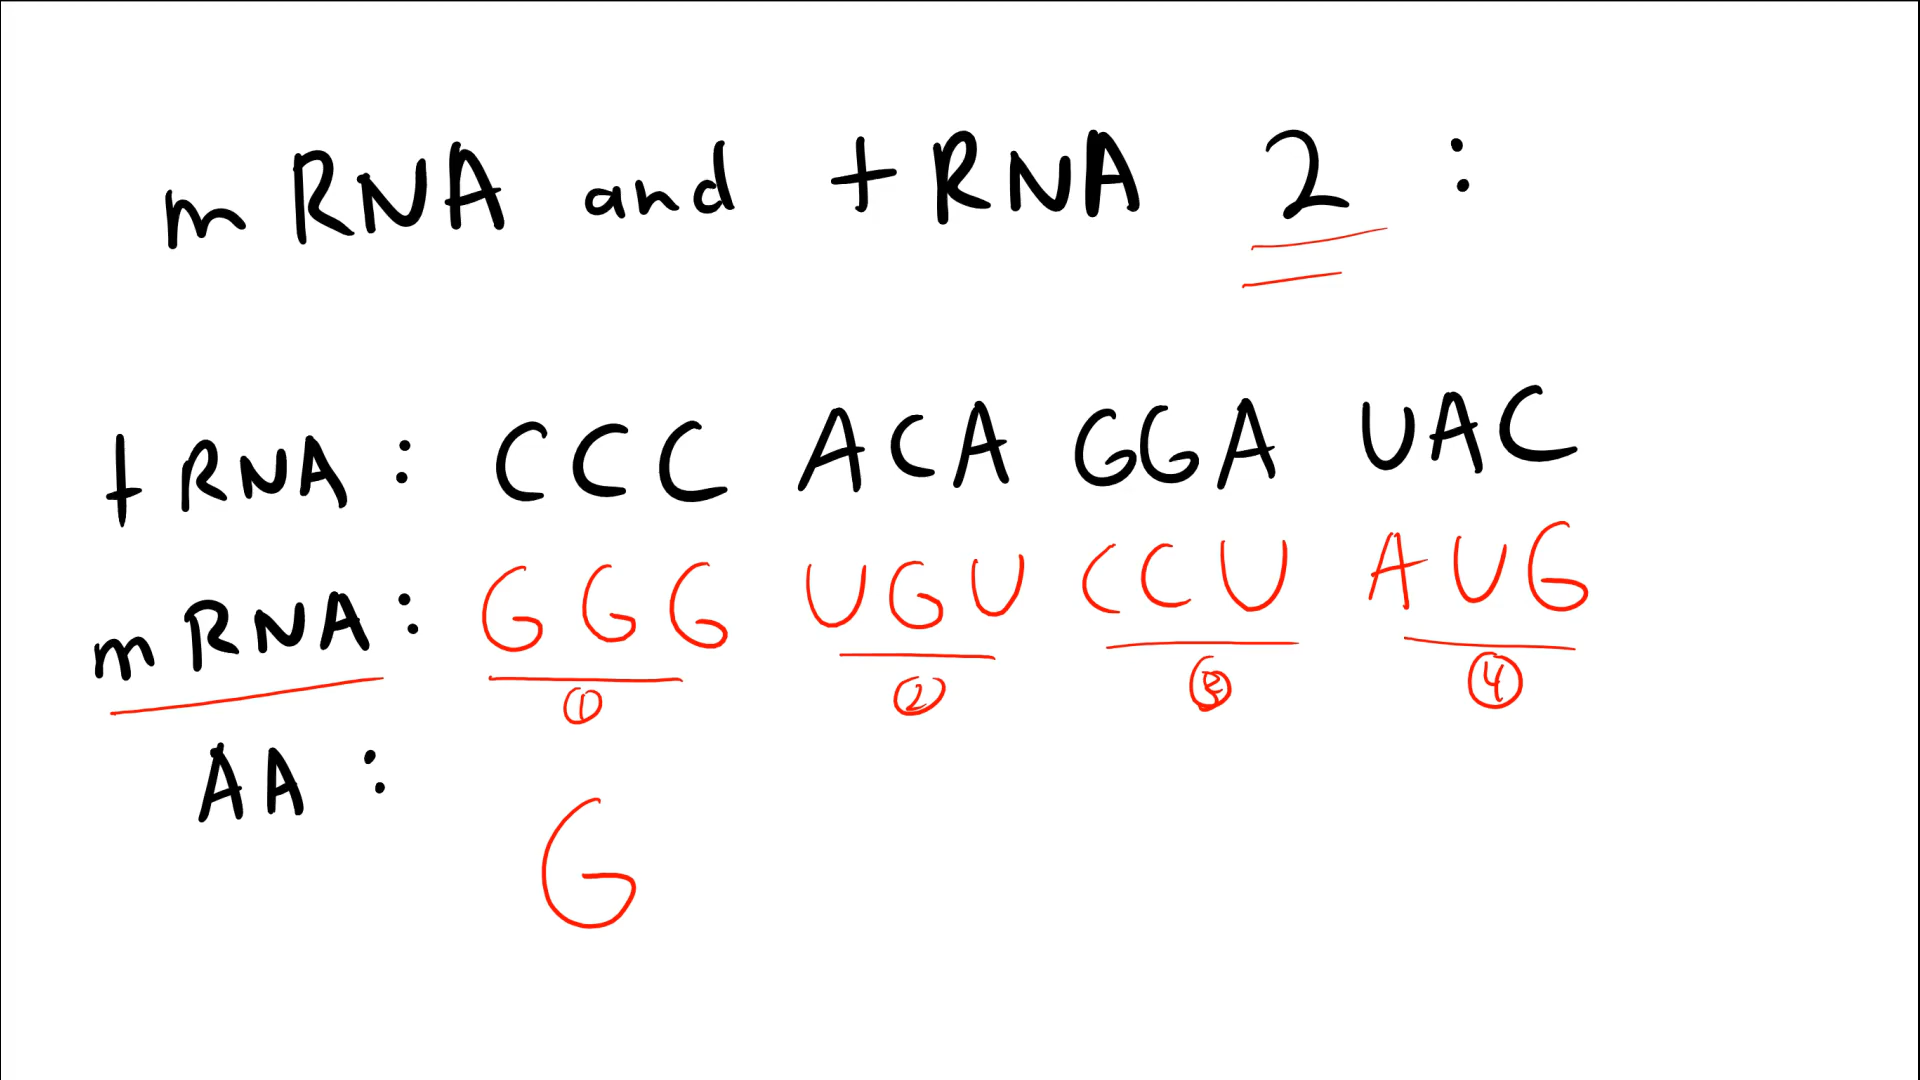 mRNA and tRNA 2 :
tRNA : CCC ACA GGA UAC
mRNA : GGG UGU CCU AUG
① ② ③ ④
AA :
G